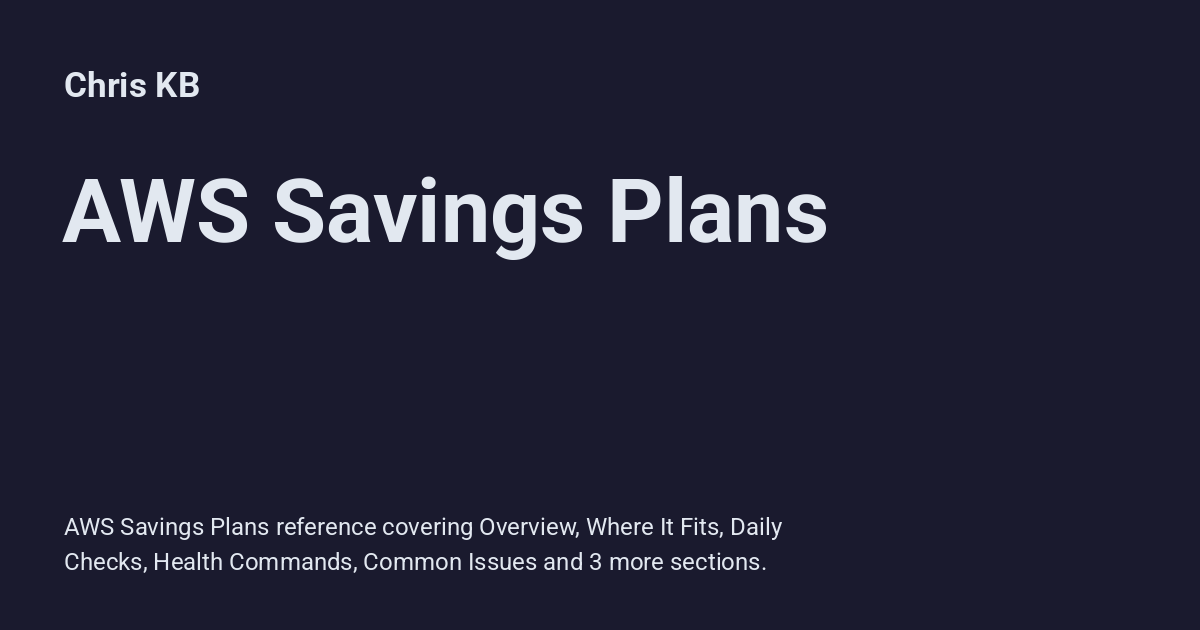 Chris KB
AWS Savings Plans
AWS Savings Plans reference covering Overview, Where It Fits, Daily
Checks, Health Commands, Common Issues and 3 more sections.